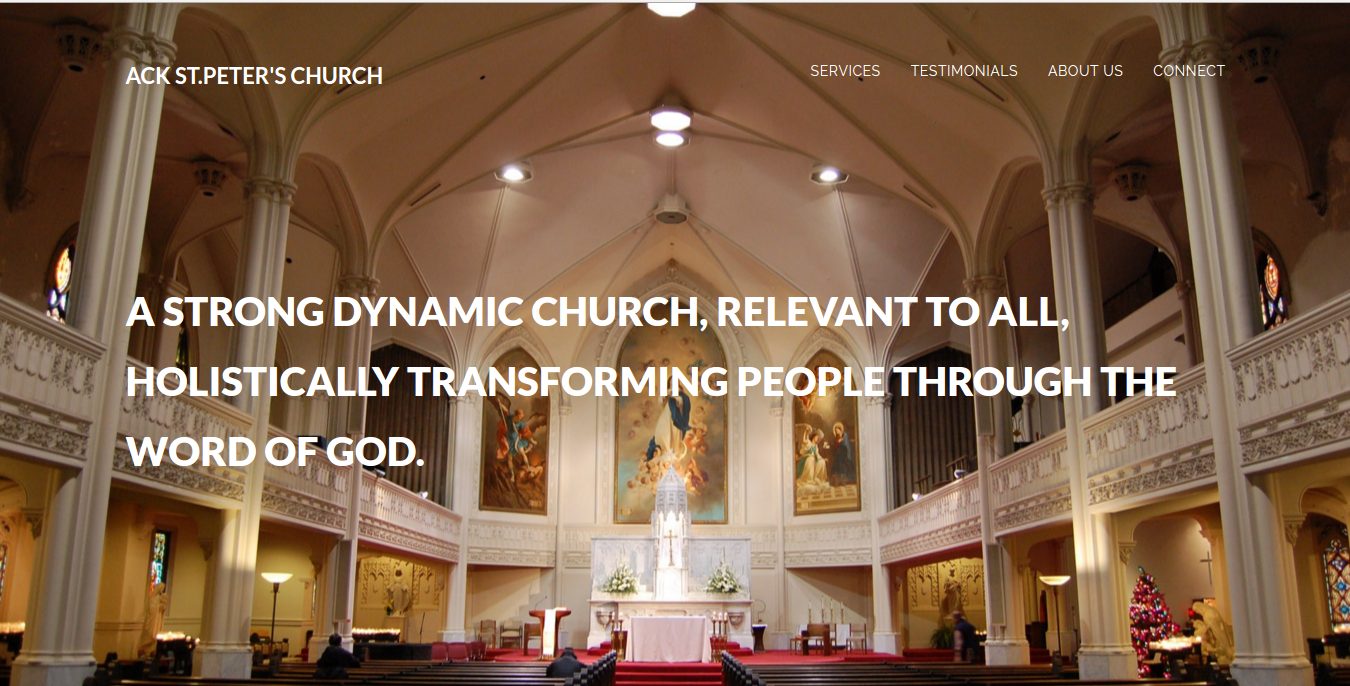 ACK ST.PETER'S CHURCH
SERVICES TESTIMONIALS ABOUT US CONNECT
A STRONG DYNAMIC CHURCH, RELEVANT TO ALL,
HOLISTICALLY TRANSFORMING PEOPLE THROUGH THE
WORD OF GOD.